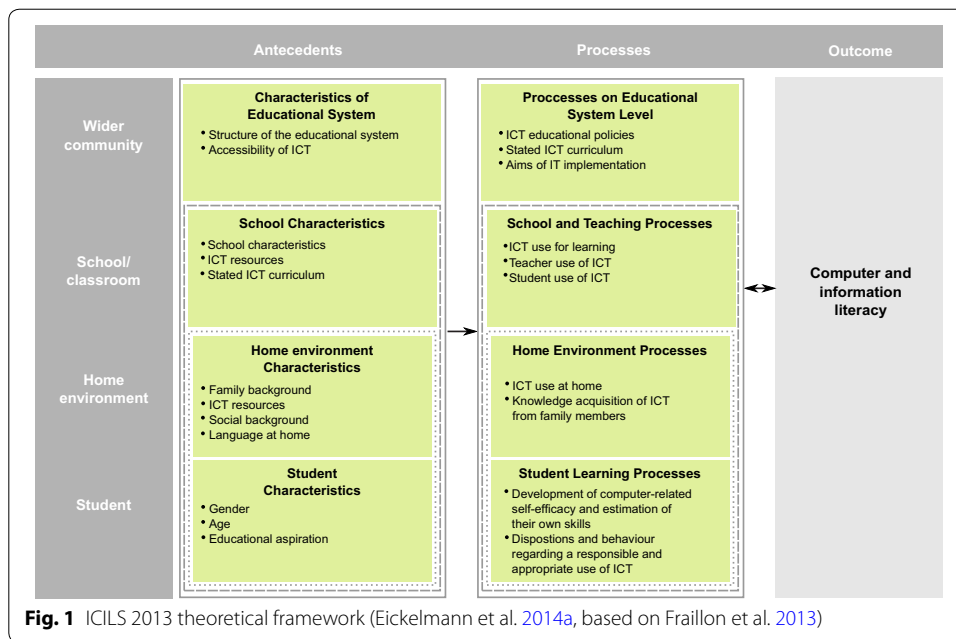 Antecedents
Processes
Outcome
Wider
community
Characteristics of
Educational System
• Structure of the educational system
• Accessibility of ICT
Proccesses on Educational
System Level
• ICT educational policies
• Stated ICT curriculum
• Aims of IT implementation
School/
classroom
School Characteristics
• School characteristics
• ICT resources
• Stated ICT curriculum
School and Teaching Processes
• ICT use for learning
• Teacher use of ICT
• Student use of ICT
Computer and
information
literacy
Home
environment
Home environment
Characteristics
• Family background
• ICT resources
• Social background
• Language at home
Home Environment Processes
• ICT use at home
• Knowledge acquisition of ICT
from family members
Student
Student
Characteristics
• Gender
• Age
• Educational aspiration
Student Learning Processes
• Development of computer-related
self-efficacy and estimation of
their own skills
• Dispostions and behaviour
regarding a responsible and
appropriate use of ICT
Fig. 1 ICILS 2013 theoretical framework (Eickelmann et al. 2014a, based on Fraillon et al. 2013)